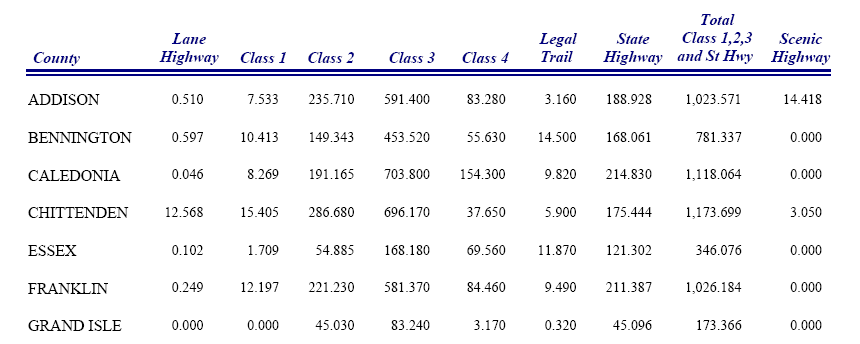 Total
Lane Legal State Class 1,2,3 Scenic
County Highway Class 1 Class 2 Class 3 Class 4 Trail Highway and St Hwy Highway
ADDISON 0.510 7.533 235.710 591.400 83.280 3.160 188.928 1,023.571 14.418
BENNINGTON 0.597 10.413 149.343 453.520 55.630 14.500 168.061 781.337 0.000
CALEDONIA 0.046 8.269 191.165 703.800 154.300 9.820 214.830 1,118.064 0.000
CHITTENDEN 12.568 15.405 286.680 696.170 37.650 5.900 175.444 1,173.699 3.050
ESSEX 0.102 1.709 54.885 168.180 69.560 11.870 121.302 346.076 0.000
FRANKLIN 0.249 12.197 221.230 581.370 84.460 9.490 211.387 1,026.184 0.000
GRAND ISLE 0.000 0.000 45.030 83.240 3.170 0.320 45.096 173.366 0.000